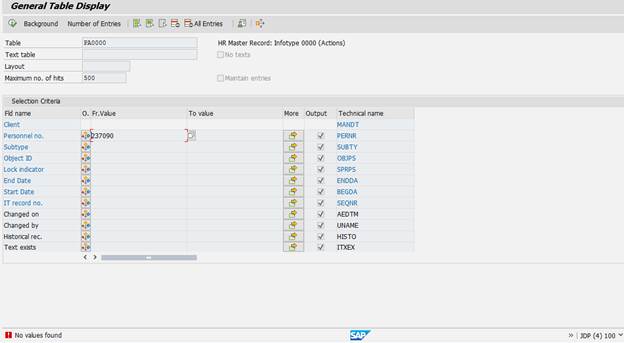 General Table Display
Background Number of Entries All Entries
Table PA0000 HR Master Record: Infotype 0000 (Actions)
Text table No texts
Layout
Maximum no. of hits 500 Maintain entries
Selection Criteria
Fld name O. Fr.Value To value More Output Technical name
Client MANDT
Personnel no. 237090 PERNR
Subtype SUBTY
Object ID OBJPS
Lock indicator SPRPS
End Date ENDDA
Start Date BEGDA
IT record no. SEQNR
Changed on AEDTM
Changed by UNAME
Historical rec. HISTO
Text exists ITXEX
No values found SAP » JDP (4) 100